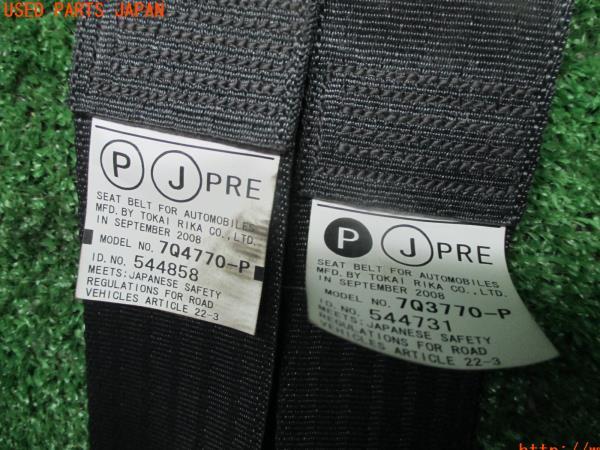 USED PARTS JAPAN
P J PRE
SEAT BELT FOR AUTOMOBILES
MFD. BY TOKAI RIKA CO., LTD.
IN SEPTEMBER 2008
MODEL NO. 7Q4770-P
ID. NO. 544858
MEETS: JAPANESE SAFETY
REGULATIONS FOR ROAD
VEHICLES ARTICLE 22-3
P J PRE
SEAT BELT FOR AUTOMOBILES
MFD. BY TOKAI RIKA CO., LTD.
IN SEPTEMBER 2008
MODEL NO. 7Q3770-P
ID. NO. 544731
MEETS: JAPANESE SAFETY
REGULATIONS FOR ROAD
VEHICLES ARTICLE 22-3